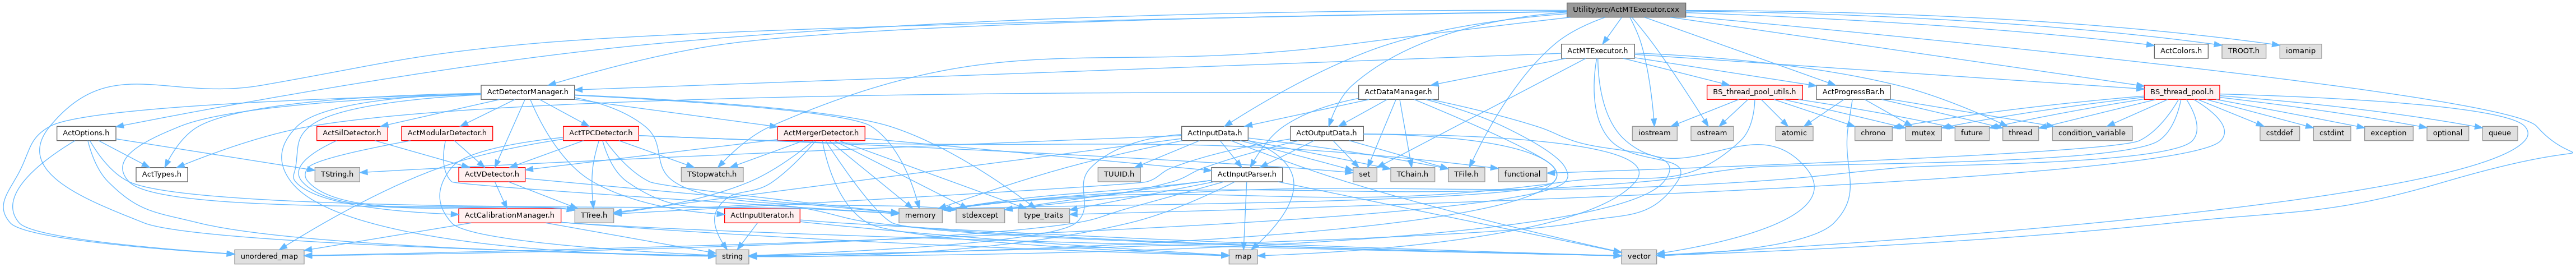 Utility/src/ActMTExecutor.cxx
ActMTExecutor.h
ActColors.h
TROOT.h
iomanip
ActDetectorManager.h
ActDataManager.h
BS_thread_pool_utils.h
ActProgressBar.h
BS_thread_pool.h
ActOptions.h
ActSilDetector.h
ActModularDetector.h
ActTPCDetector.h
ActMergerDetector.h
ActInputData.h
ActOutputData.h
iostream
ostream
atomic
chrono
mutex
future
thread
condition_variable
cstddef
cstdint
exception
optional
queue
ActTypes.h
TString.h
ActVDetector.h
TStopwatch.h
TUUID.h
ActInputParser.h
set
TChain.h
TFile.h
functional
ActCalibrationManager.h
TTree.h
ActInputIterator.h
memory
stdexcept
type_traits
unordered_map
string
map
vector